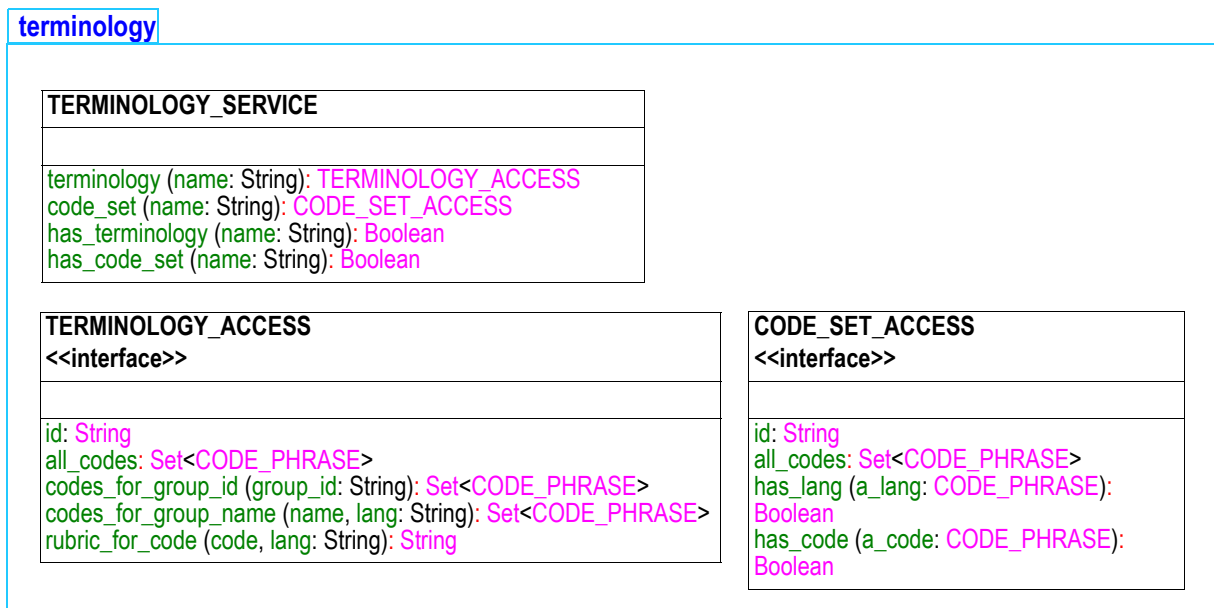 terminology
TERMINOLOGY_SERVICE
terminology (name: String): TERMINOLOGY_ACCESS
code_set (name: String): CODE_SET_ACCESS
has_terminology (name: String): Boolean
has_code_set (name: String): Boolean
TERMINOLOGY_ACCESS
<<interface>>
id: String
all_codes: Set<CODE_PHRASE>
codes_for_group_id (group_id: String): Set<CODE_PHRASE>
codes_for_group_name (name, lang: String): Set<CODE_PHRASE>
rubric_for_code (code, lang: String): String
CODE_SET_ACCESS
<<interface>>
id: String
all_codes: Set<CODE_PHRASE>
has_lang (a_lang: CODE_PHRASE):
Boolean
has_code (a_code: CODE_PHRASE):
Boolean